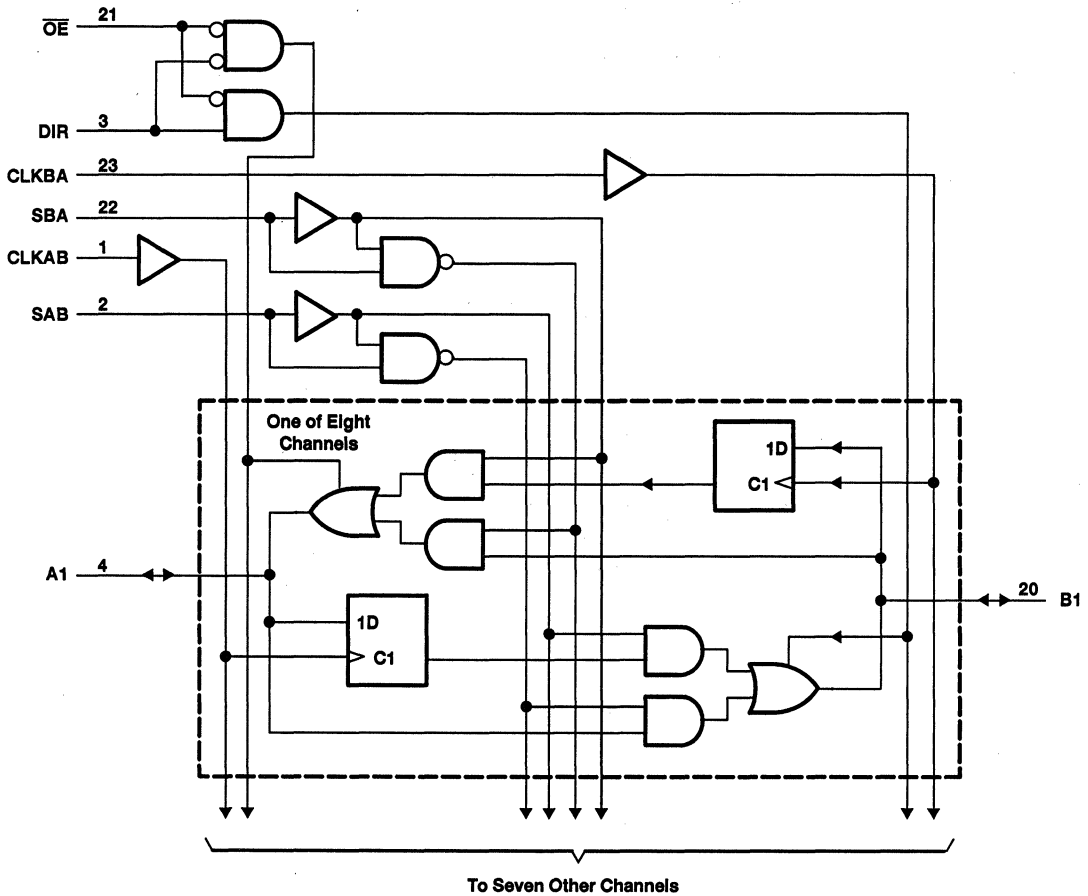 O̅E̅ 21
DIR 3
CLKBA 23
SBA 22
CLKAB 1
SAB 2
One of Eight
Channels
1D
C1
A1 4
20 B1
1D
C1
To Seven Other Channels